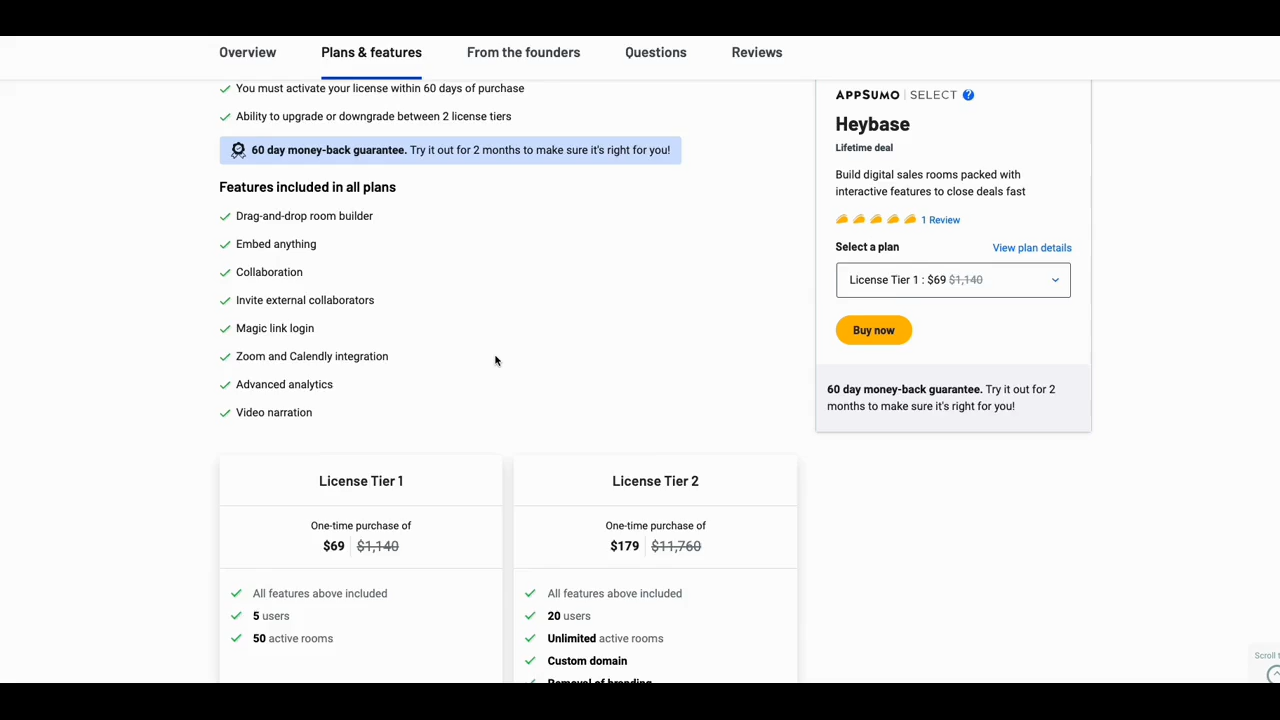 Overview
Plans & features
From the founders
Questions
Reviews
You must activate your license within 60 days of purchase
Ability to upgrade or downgrade between 2 license tiers
60 day money-back guarantee. Try it out for 2 months to make sure it's right for you!
Features included in all plans
Drag-and-drop room builder
Embed anything
Collaboration
Invite external collaborators
Magic link login
Zoom and Calendly integration
Advanced analytics
Video narration
License Tier 1
One-time purchase of
$69 $1,140
All features above included
5 users
50 active rooms
License Tier 2
One-time purchase of
$179 $11,760
All features above included
20 users
Unlimited active rooms
Custom domain
Removal of branding
APPSUMO | SELECT ?
Heybase
Lifetime deal
Build digital sales rooms packed with
interactive features to close deals fast
1 Review
Select a plan
View plan details
License Tier 1 : $69 $1,140
Buy now
60 day money-back guarantee. Try it out for 2
months to make sure it's right for you!
Scroll t